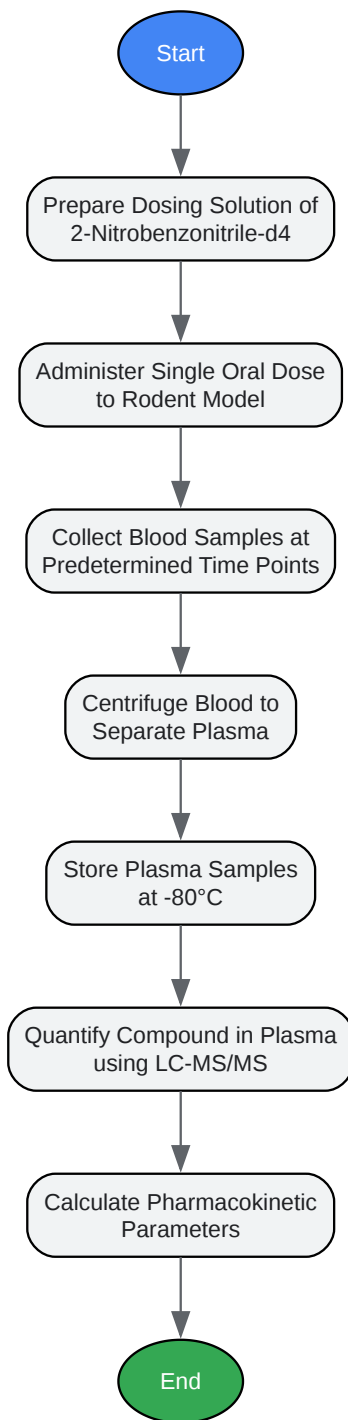 Start
Prepare Dosing Solution of
2-Nitrobenzonitrile-d4
Administer Single Oral Dose
to Rodent Model
Collect Blood Samples at
Predetermined Time Points
Centrifuge Blood to
Separate Plasma
Store Plasma Samples
at -80°C
Quantify Compound in Plasma
using LC-MS/MS
Calculate Pharmacokinetic
Parameters
End